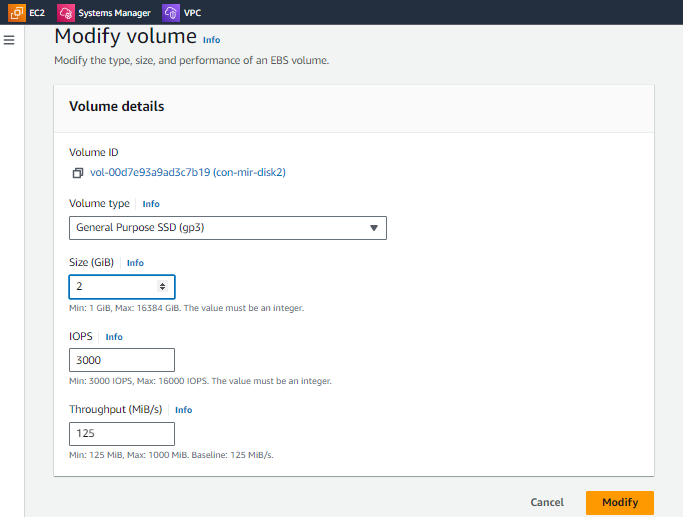 EC2 Systems Manager VPC
Modify volume Info
Modify the type, size, and performance of an EBS volume.
Volume details
Volume ID
vol-00d7e93a9ad3c7b19 (con-mir-disk2)
Volume type Info
General Purpose SSD (gp3)
Size (GiB) Info
2
Min: 1 GiB, Max: 16384 GiB. The value must be an integer.
IOPS Info
3000
Min: 3000 IOPS, Max: 16000 IOPS. The value must be an integer.
Throughput (MiB/s) Info
125
Min: 125 MiB, Max: 1000 MiB. Baseline: 125 MiB/s.
Cancel Modify